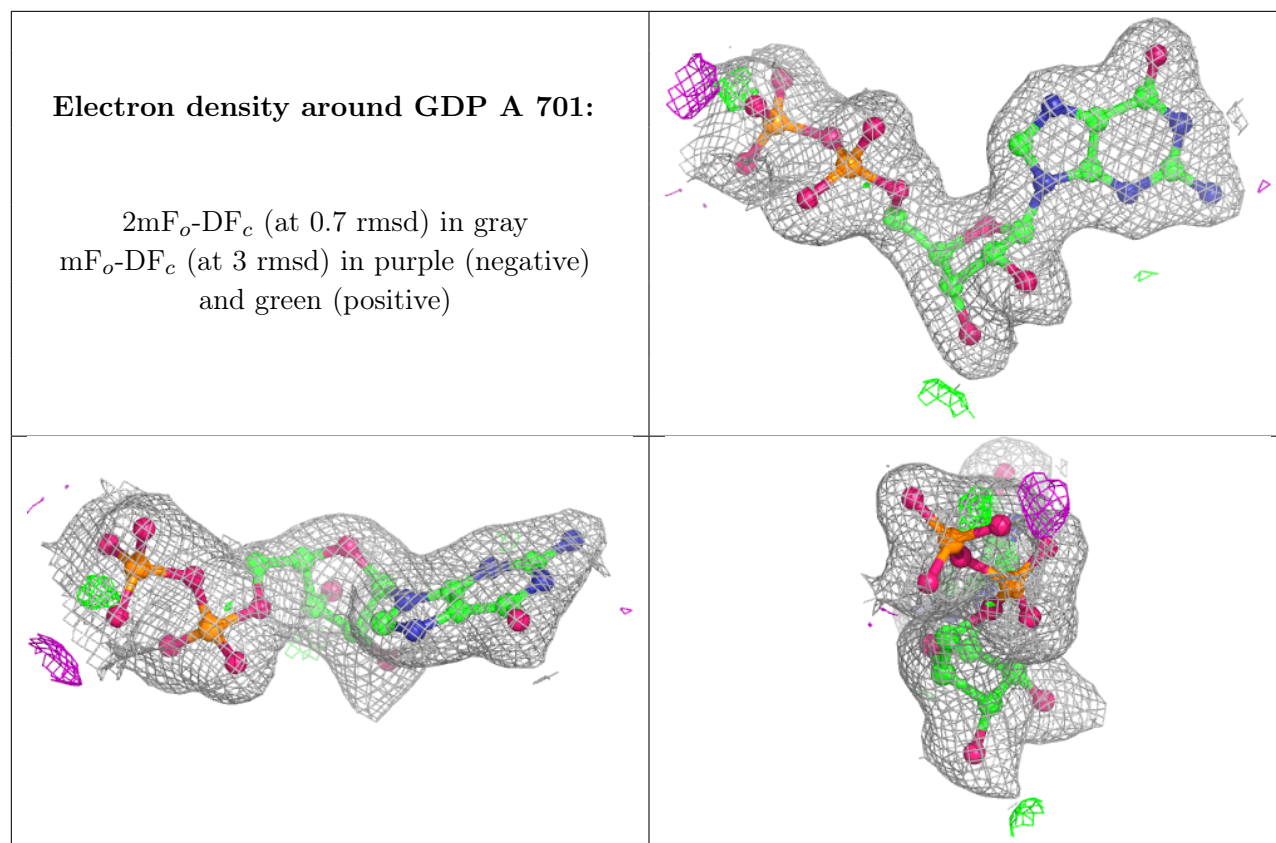 Electron density around GDP A 701:
2mFo-DFc (at 0.7 rmsd) in gray
mFo-DFc (at 3 rmsd) in purple (negative)
and green (positive)